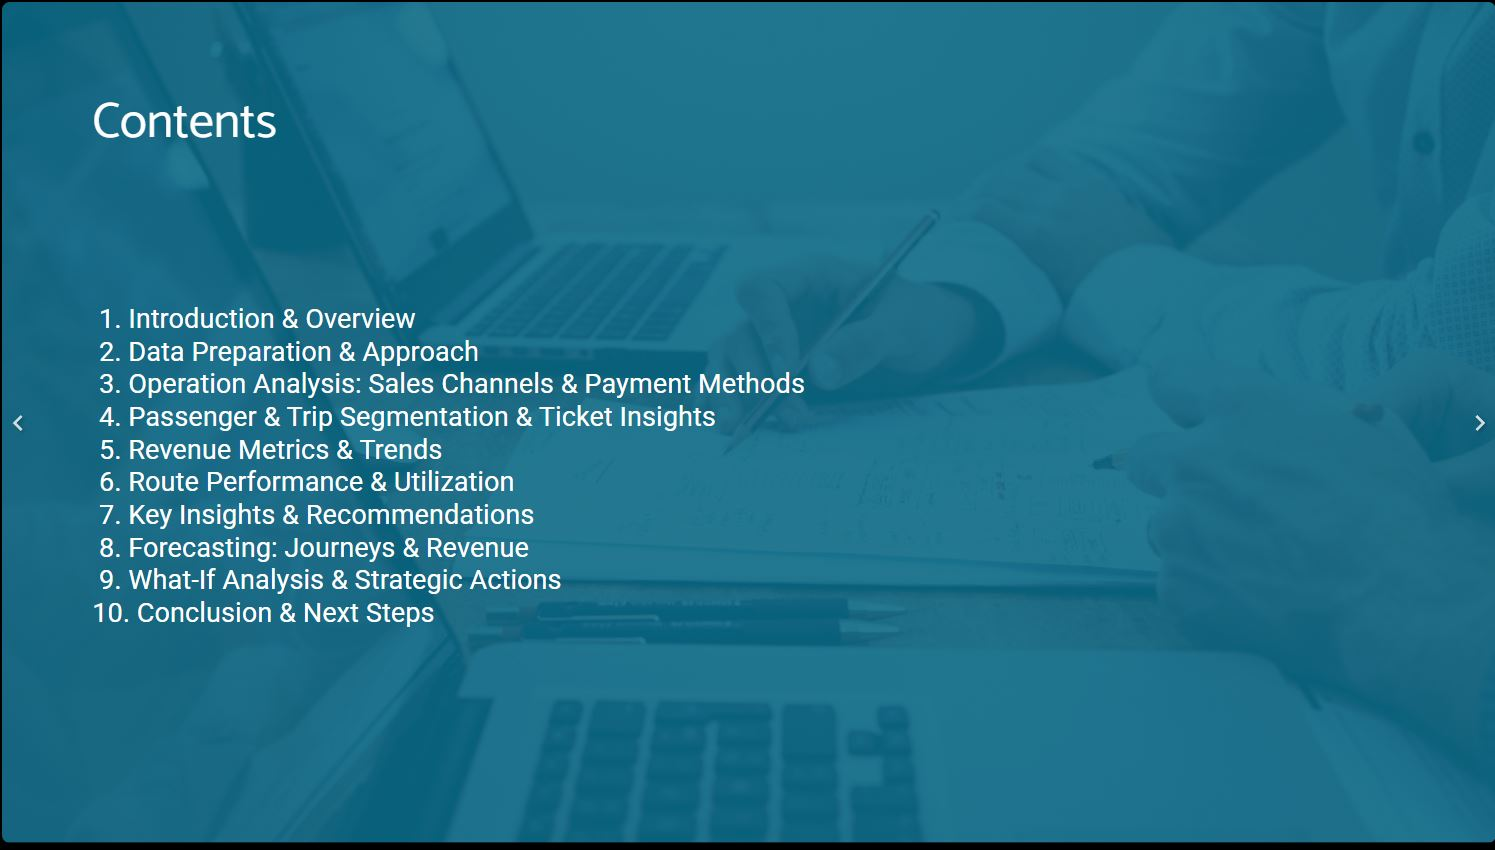 Contents
1. Introduction & Overview
2. Data Preparation & Approach
3. Operation Analysis: Sales Channels & Payment Methods
4. Passenger & Trip Segmentation & Ticket Insights
5. Revenue Metrics & Trends
6. Route Performance & Utilization
7. Key Insights & Recommendations
8. Forecasting: Journeys & Revenue
9. What-If Analysis & Strategic Actions
10. Conclusion & Next Steps